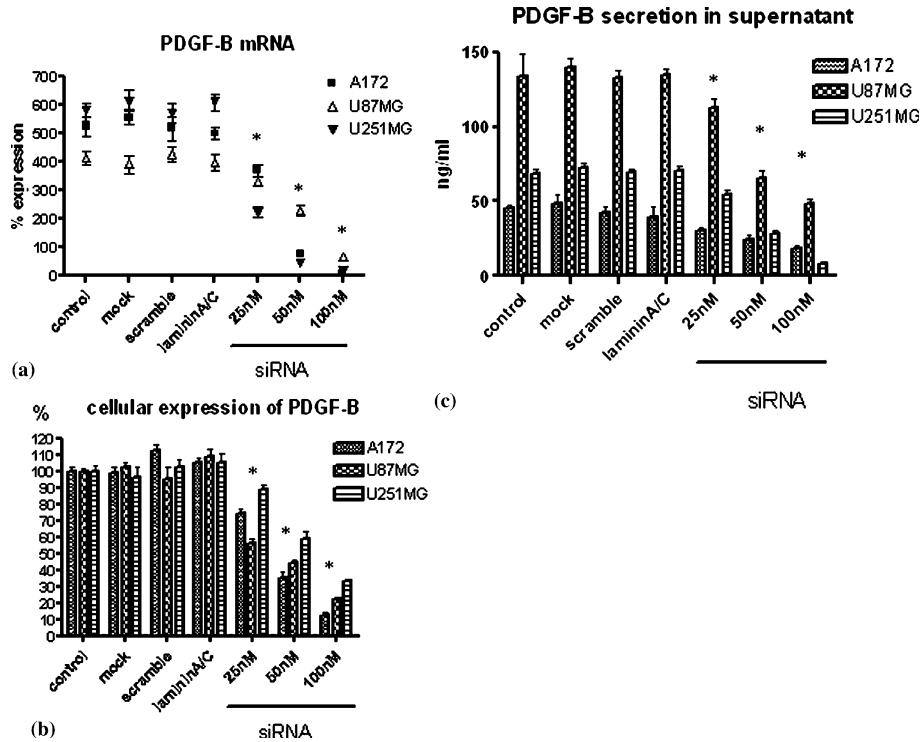 PDGF-B mRNA
700
600
500
400
300
200
100
0
% expression
A172
U87MG
U251MG
*
*
*
control
mock
scramble
laminin A/C
25nM
50nM
100nM
siRNA
(a)
% cellular expression of PDGF-B
120
110
100
90
80
70
60
50
40
30
20
10
0
A172
U87MG
U251MG
*
*
*
control
mock
scramble
laminin A/C
25nM
50nM
100nM
siRNA
(b)
PDGF-B secretion in supernatant
150
100
50
0
ng/ml
A172
U87MG
U251MG
*
*
*
control
mock
scramble
laminin A/C
25nM
50nM
100nM
siRNA
(c)